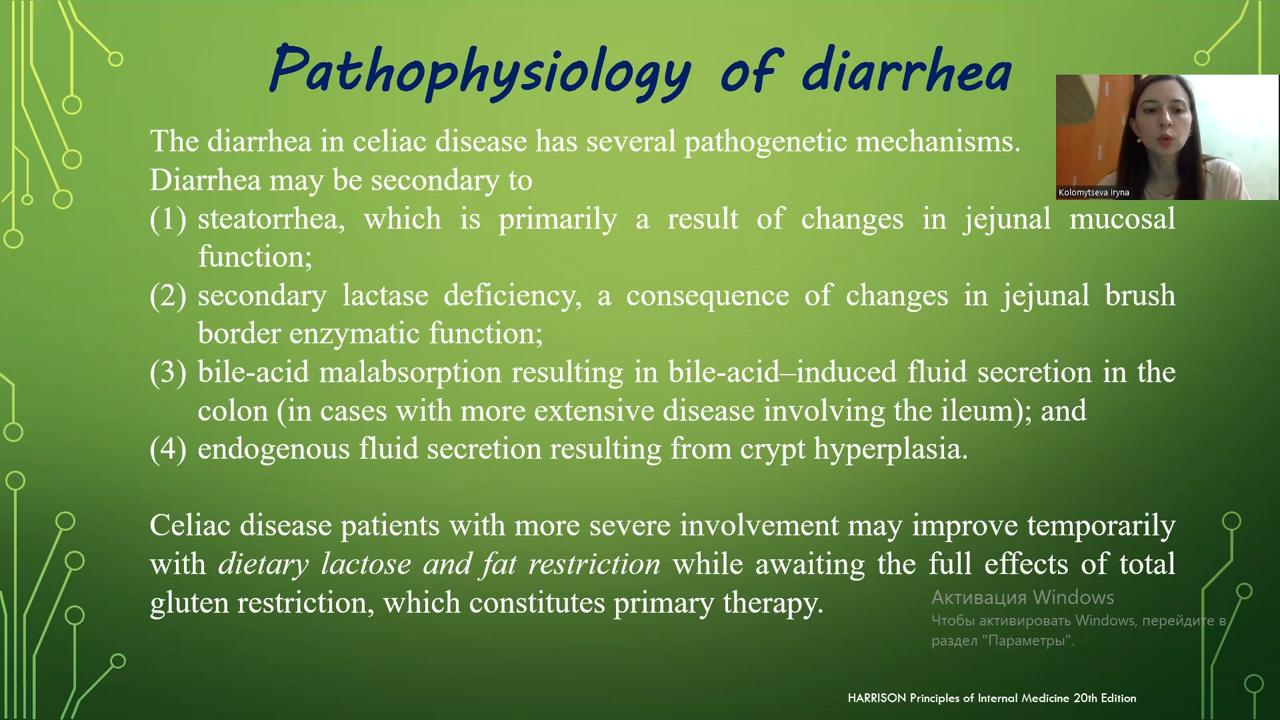 Pathophysiology of diarrhea
The diarrhea in celiac disease has several pathogenetic mechanisms.
Diarrhea may be secondary to
(1) steatorrhea, which is primarily a result of changes in jejunal mucosal
function;
(2) secondary lactase deficiency, a consequence of changes in jejunal brush
border enzymatic function;
(3) bile-acid malabsorption resulting in bile-acid–induced fluid secretion in the
colon (in cases with more extensive disease involving the ileum); and
(4) endogenous fluid secretion resulting from crypt hyperplasia.
Celiac disease patients with more severe involvement may improve temporarily
with dietary lactose and fat restriction while awaiting the full effects of total
gluten restriction, which constitutes primary therapy.
Kolomytseva Iryna
Активация Windows
Чтобы активировать Windows, перейдите в
раздел "Параметры".
HARRISON Principles of Internal Medicine 20th Edition